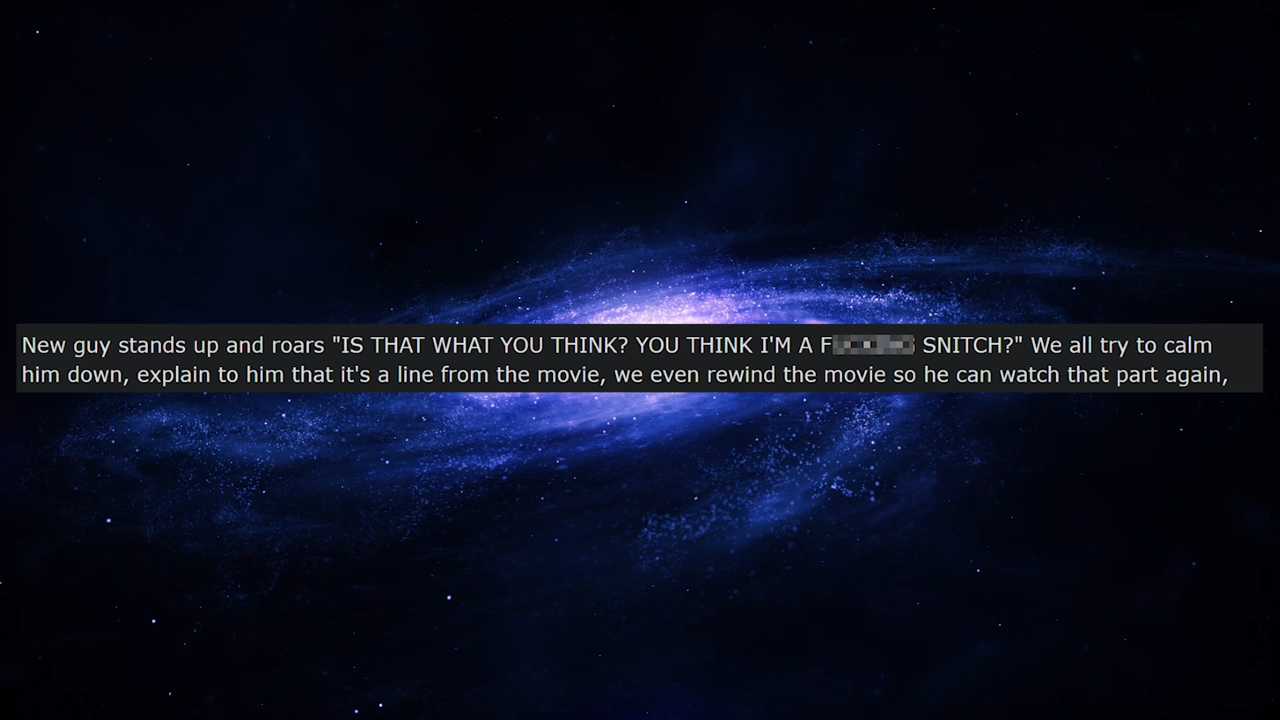 New guy stands up and roars "IS THAT WHAT YOU THINK? YOU THINK I'M A SNITCH?" We all try to calm
him down, explain to him that it's a line from the movie, we even rewind the movie so he can watch that part again,